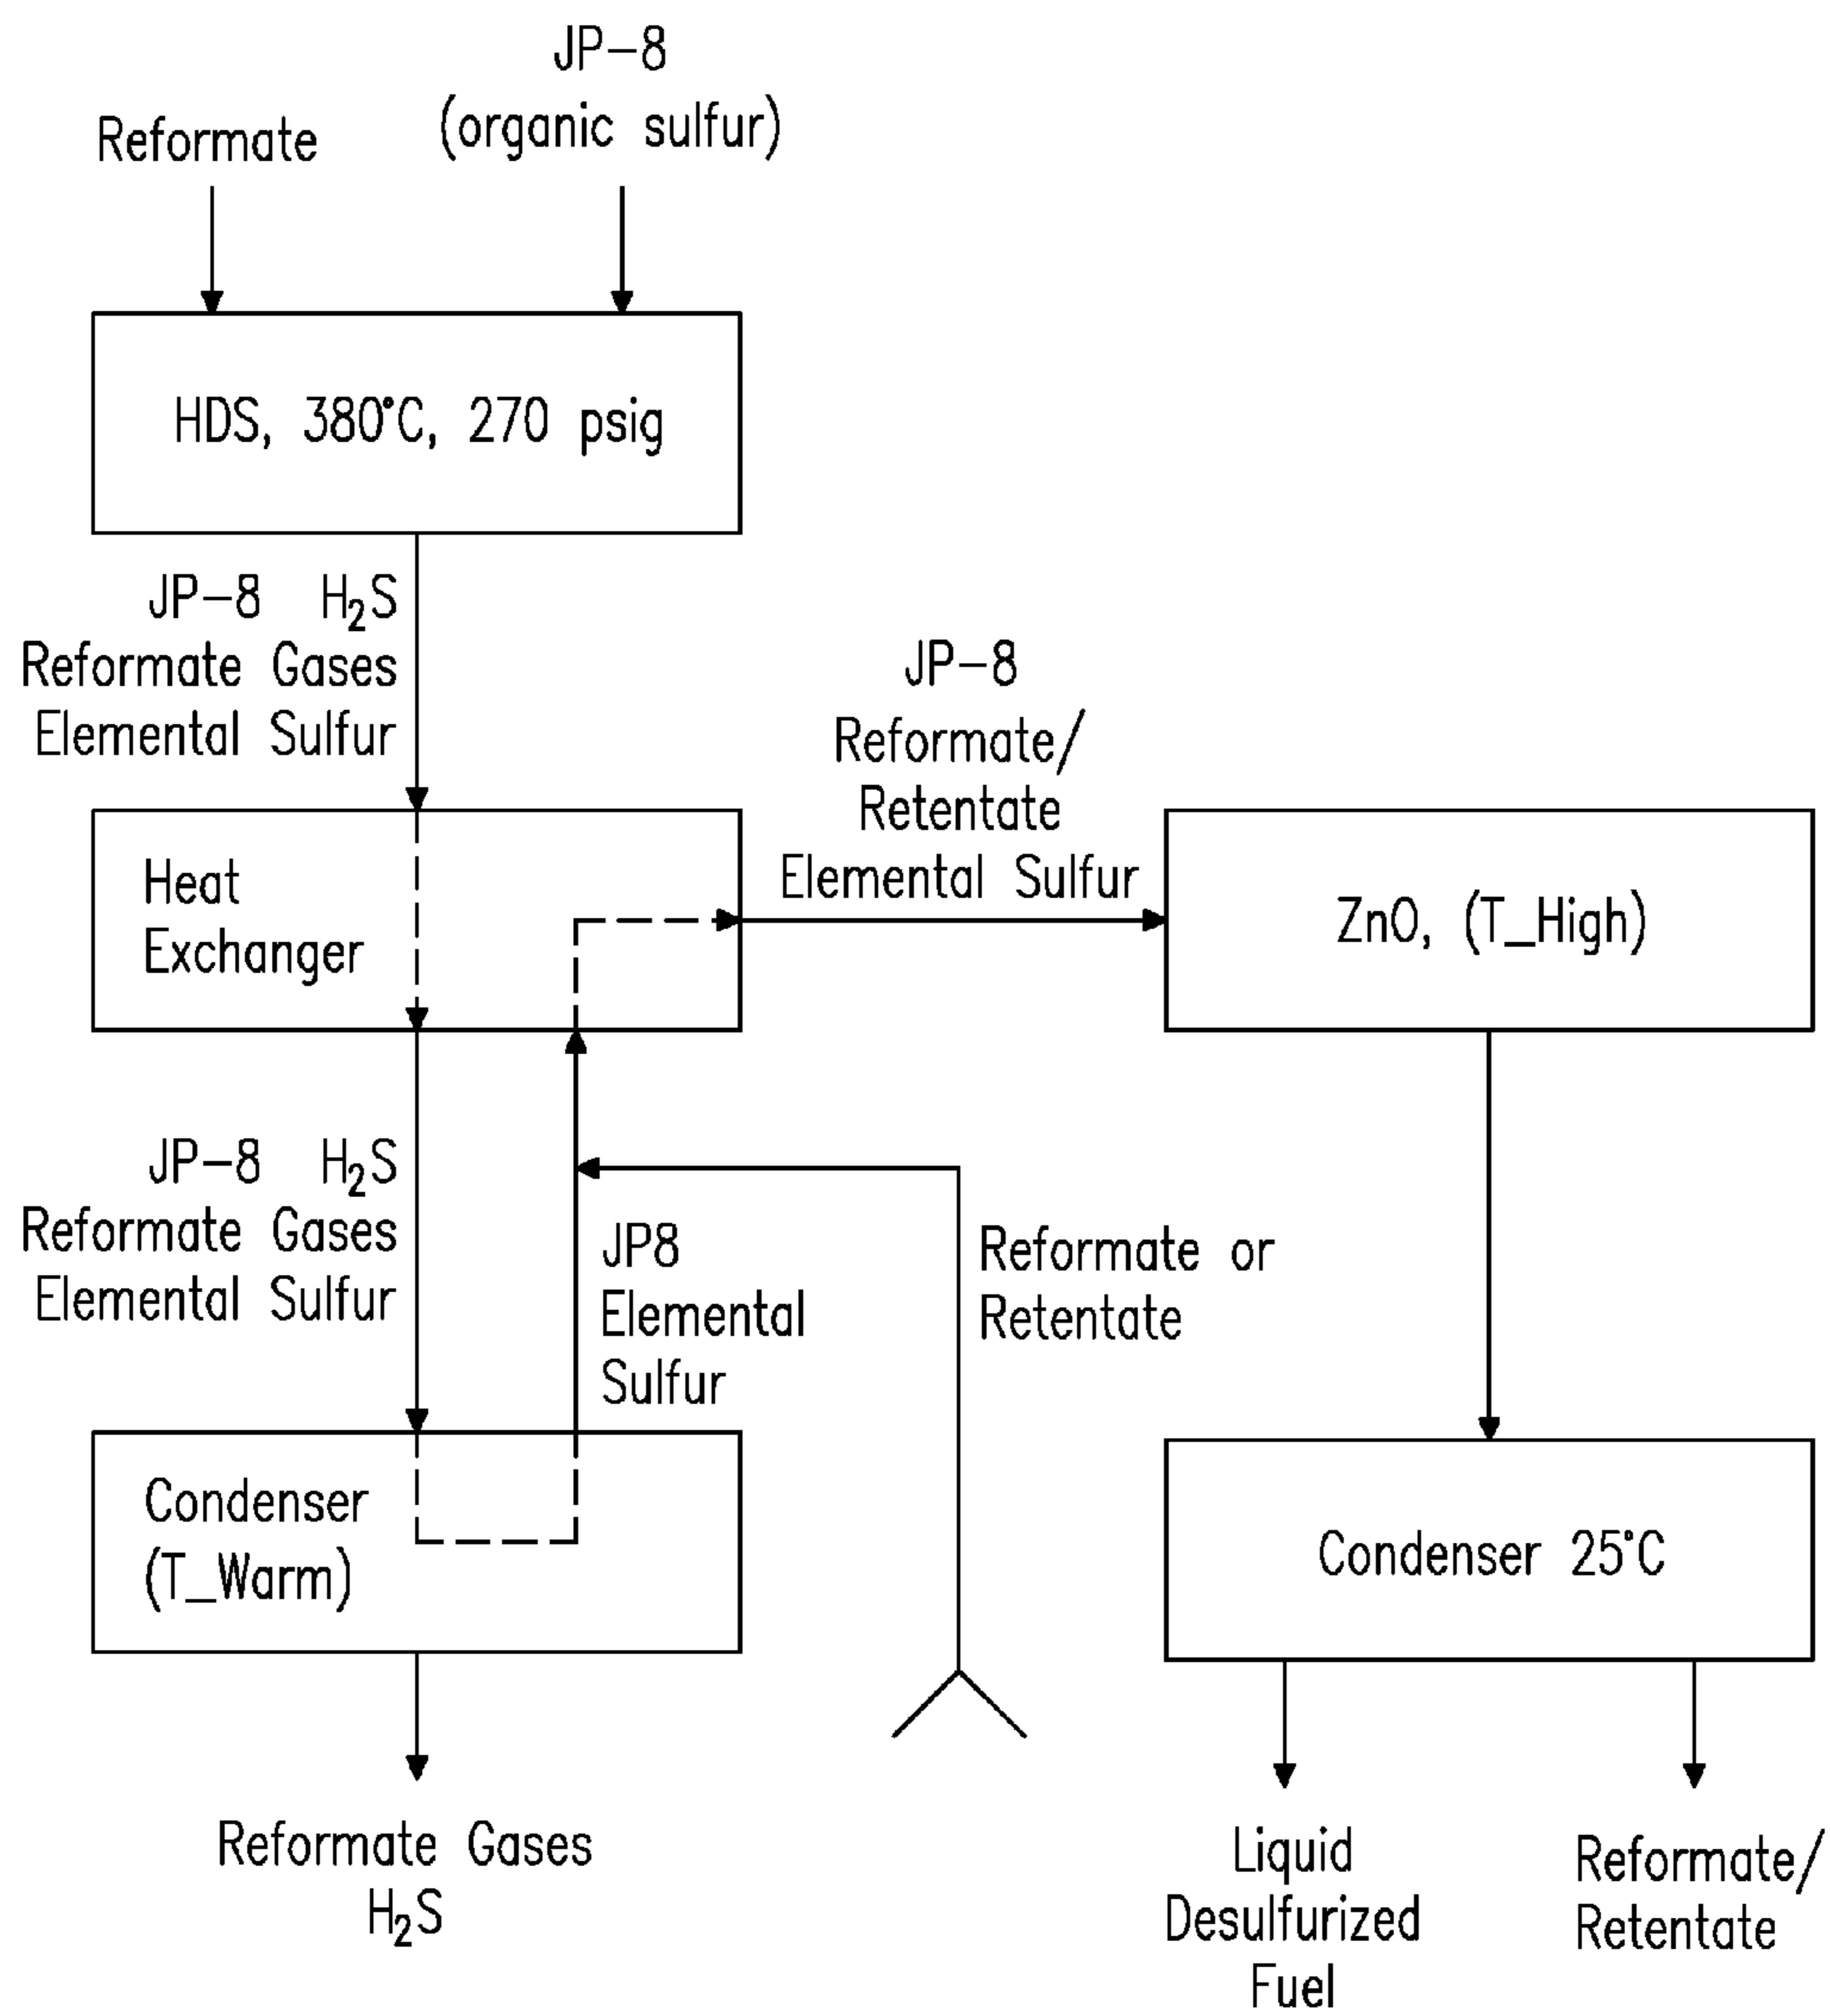 JP-8
(organic sulfur)
Reformate
HDS, 380°C, 270 psig
JP-8 H₂S
Reformate Gases
Elemental Sulfur
JP-8
Reformate/
Retentate
Elemental Sulfur
Heat
Exchanger
ZnO, (T_High)
JP-8 H₂S
Reformate Gases
Elemental Sulfur
JP8
Elemental
Sulfur
Reformate or
Retentate
Condenser
(T_Warm)
Condenser 25°C
Reformate Gases
H₂S
Liquid
Desulfurized
Fuel
Reformate/
Retentate